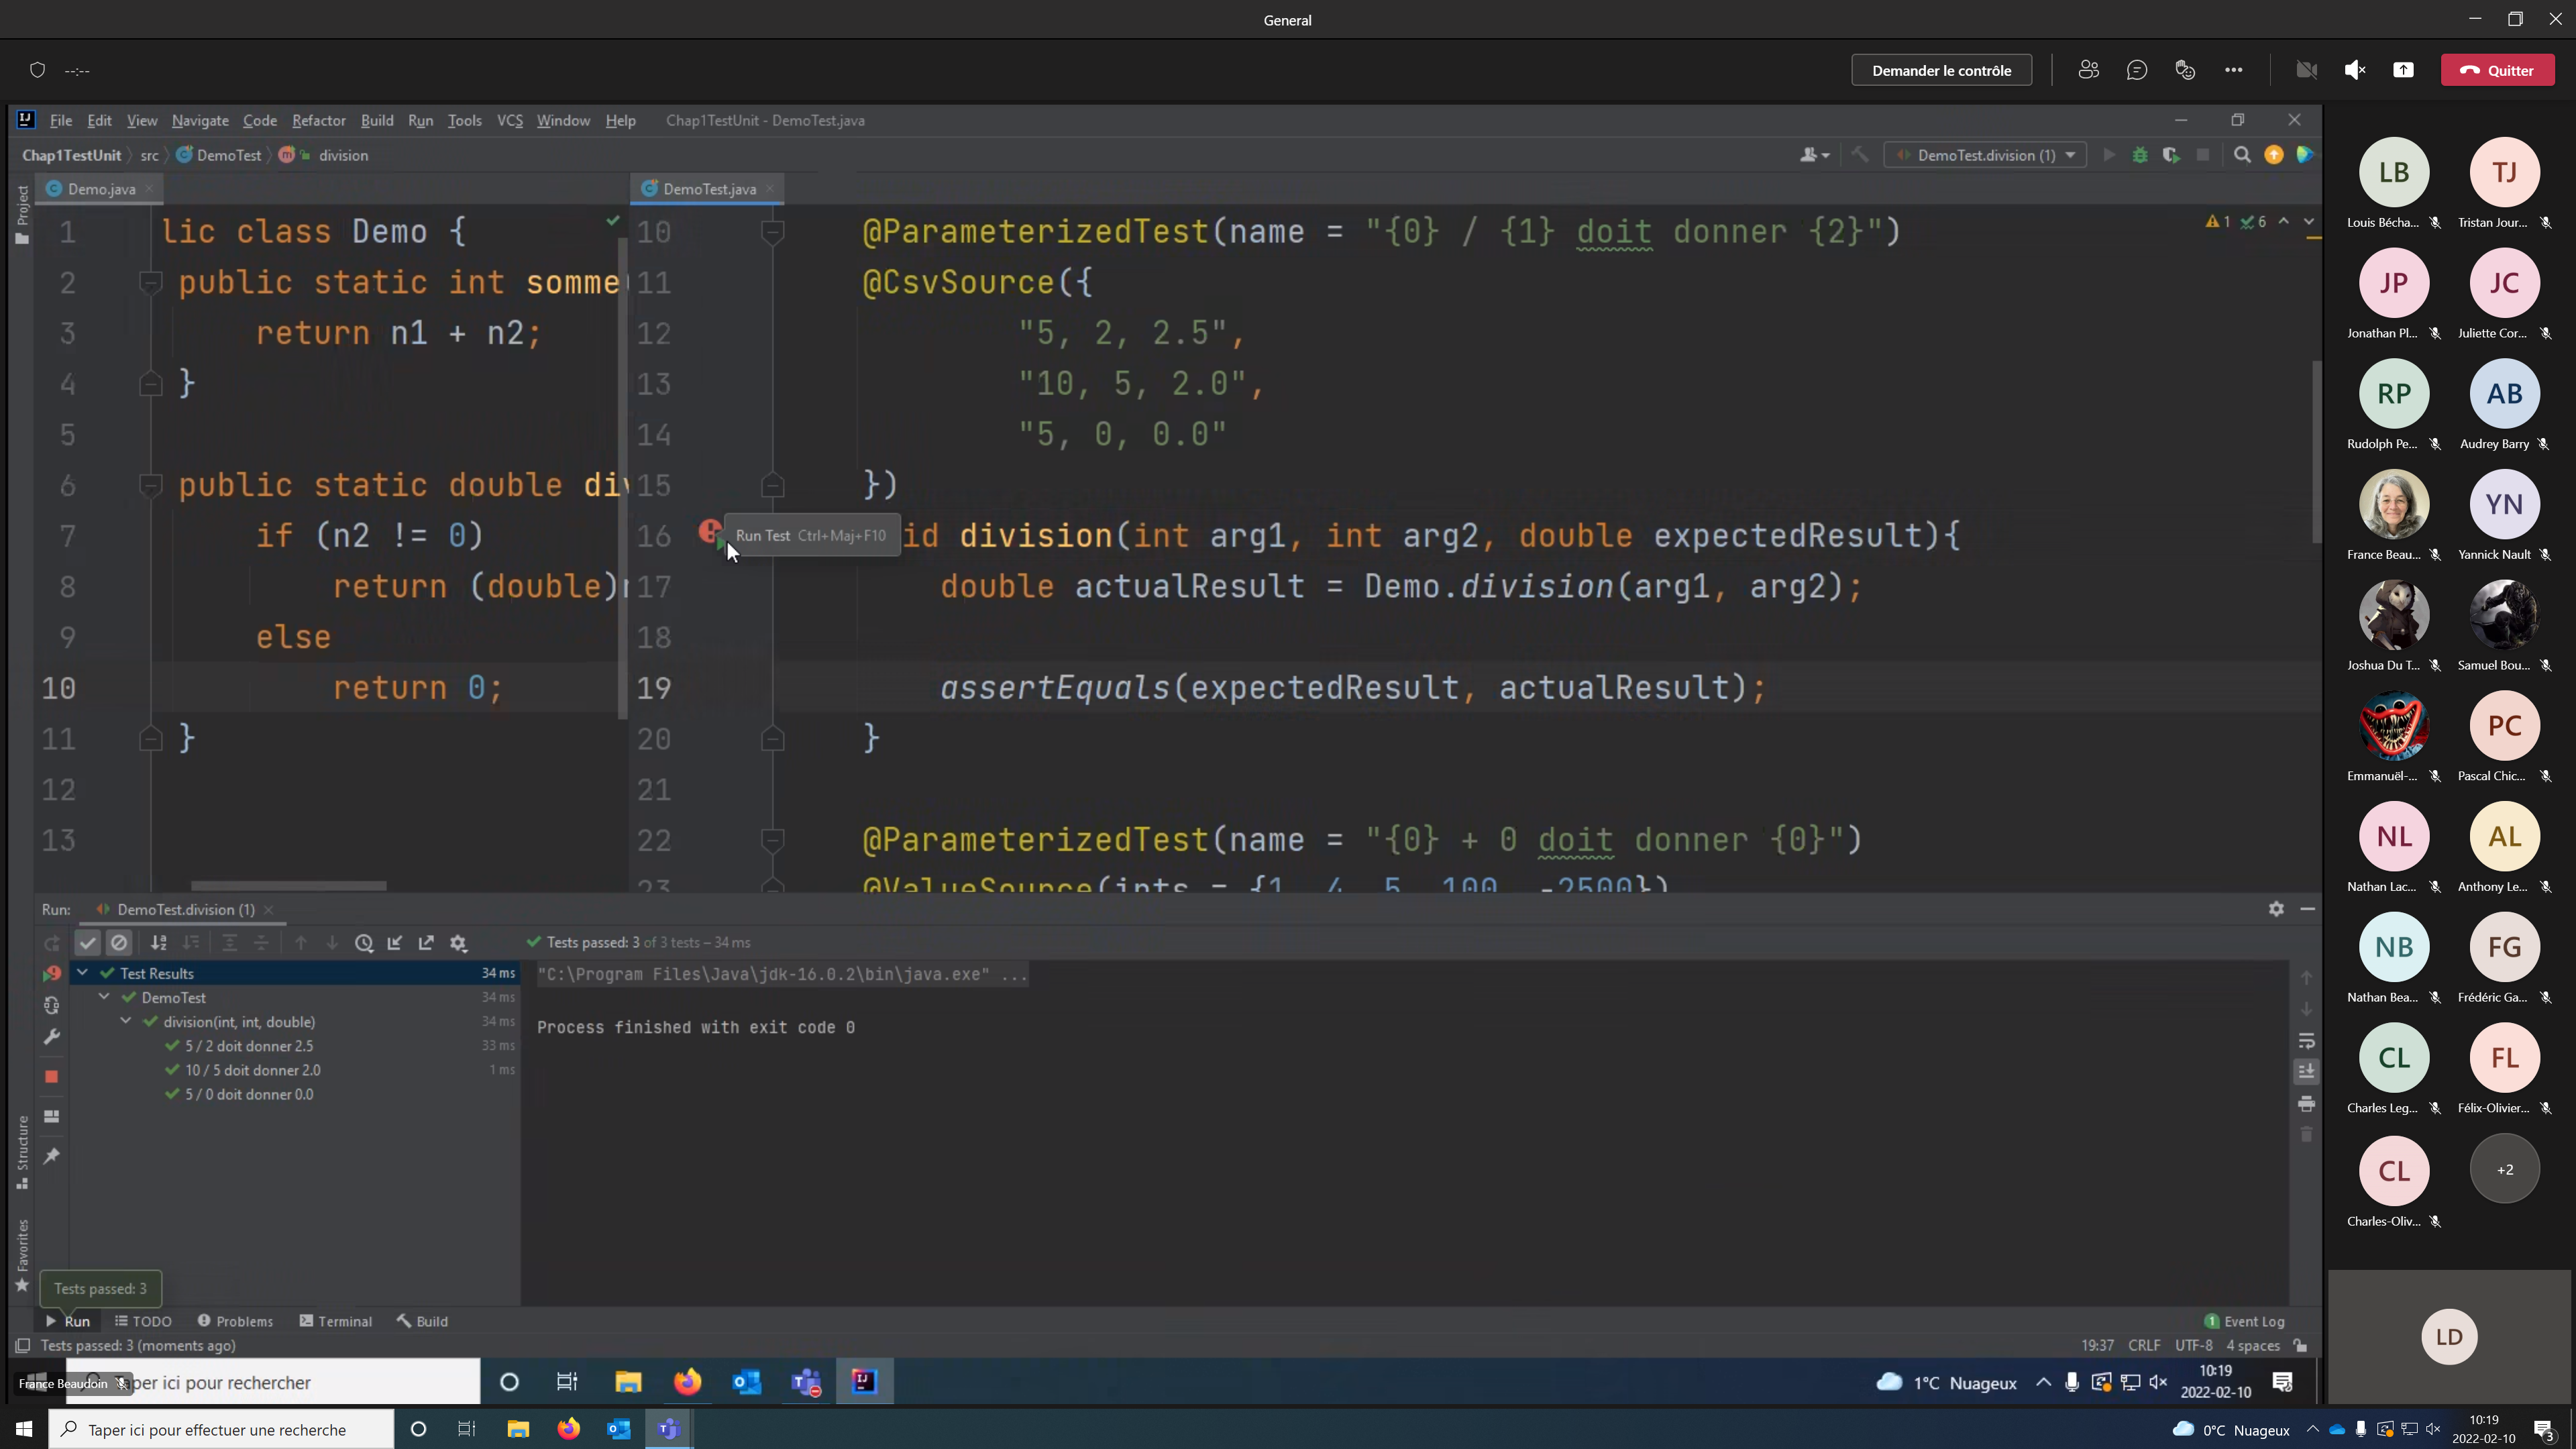 General
--:--
Demander le contrôle
Quitter
File Edit View Navigate Code Refactor Build Run Tools VCS Window Help Chap1TestUnit - DemoTest.java
Chap1TestUnit src DemoTest division
DemoTest.division (1)
Project
Demo.java
1 lic class Demo {
2 public static int somme
3 return n1 + n2;
4 }
5
6 public static double div
7 if (n2 != 0)
8 return (double)
9 else
10 return 0;
11 }
12
13
DemoTest.java
1 6
10 @ParameterizedTest(name = "{0} / {1} doit donner {2}")
11 @CsvSource({
12 "5, 2, 2.5",
13 "10, 5, 2.0",
14 "5, 0, 0.0"
15 })
16 id division(int arg1, int arg2, double expectedResult){
Run Test Ctrl+Maj+F10
17 double actualResult = Demo.division(arg1, arg2);
18
19 assertEquals(expectedResult, actualResult);
20 }
21
22 @ParameterizedTest(name = "{0} + 0 doit donner {0}")
23 @ValueSource(ints = {1, 4, 5, 100, -2500})
Run: DemoTest.division (1)
Tests passed: 3 of 3 tests – 34 ms
Test Results 34 ms
DemoTest 34 ms
division(int, int, double) 34 ms
5 / 2 doit donner 2.5 33 ms
10 / 5 doit donner 2.0 1 ms
5 / 0 doit donner 0.0
"C:\Program Files\Java\jdk-16.0.2\bin\java.exe" ...
Process finished with exit code 0
Structure
Favorites
Tests passed: 3
Run TODO Problems Terminal Build
1 Event Log
Tests passed: 3 (moments ago)
19:37 CRLF UTF-8 4 spaces
France Beaudoin
aper ici pour rechercher
1°C Nuageux
10:19
2022-02-10
LB TJ
Louis Bécha... Tristan Jour...
JP JC
Jonathan Pl... Juliette Cor...
RP AB
Rudolph Pe... Audrey Barry
YN
France Beau... Yannick Nault
Joshua Du T... Samuel Bou...
PC
Emmanuël-... Pascal Chic...
NL AL
Nathan Lac... Anthony Le...
NB FG
Nathan Bea... Frédéric Ga...
CL FL
Charles Leg... Félix-Olivier...
CL +2
Charles-Oliv...
LD
Taper ici pour effectuer une recherche
0°C Nuageux
10:19
2022-02-10
3